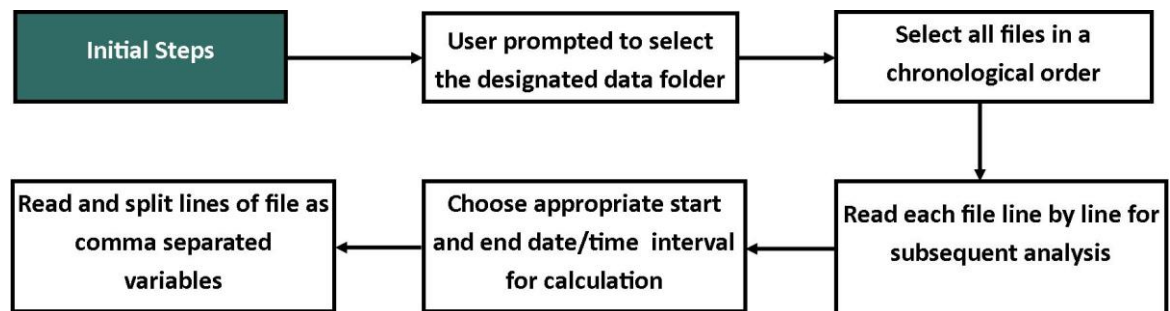 Initial Steps
User prompted to select
the designated data folder
Select all files in a
chronological order
Read each file line by line for
subsequent analysis
Choose appropriate start
and end date/time interval
for calculation
Read and split lines of file as
comma separated
variables